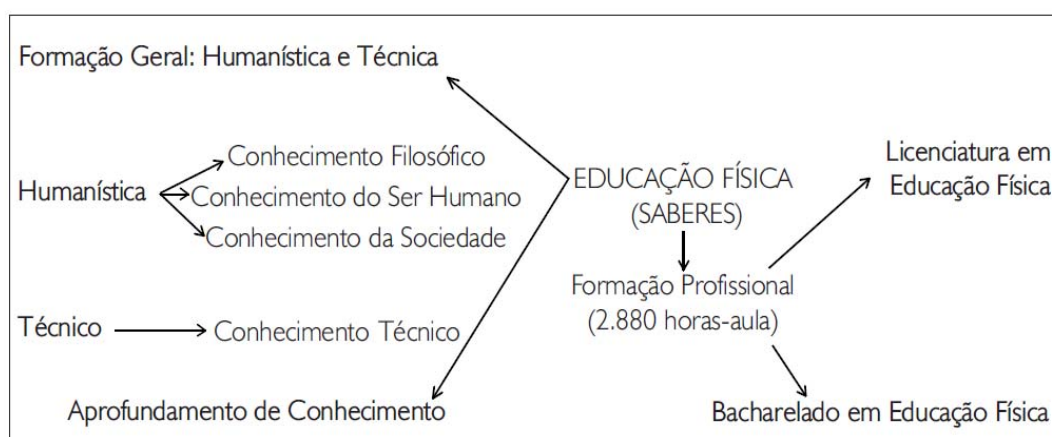 Formação Geral: Humanística e Técnica
Humanística
Conhecimento Filosófico
Conhecimento do Ser Humano
Conhecimento da Sociedade
Técnico
Conhecimento Técnico
Aprofundamento de Conhecimento
EDUCAÇÃO FÍSICA
(SABERES)
Formação Profissional
(2.880 horas-aula)
Licenciatura em
Educação Física
Bacharelado em Educação Física